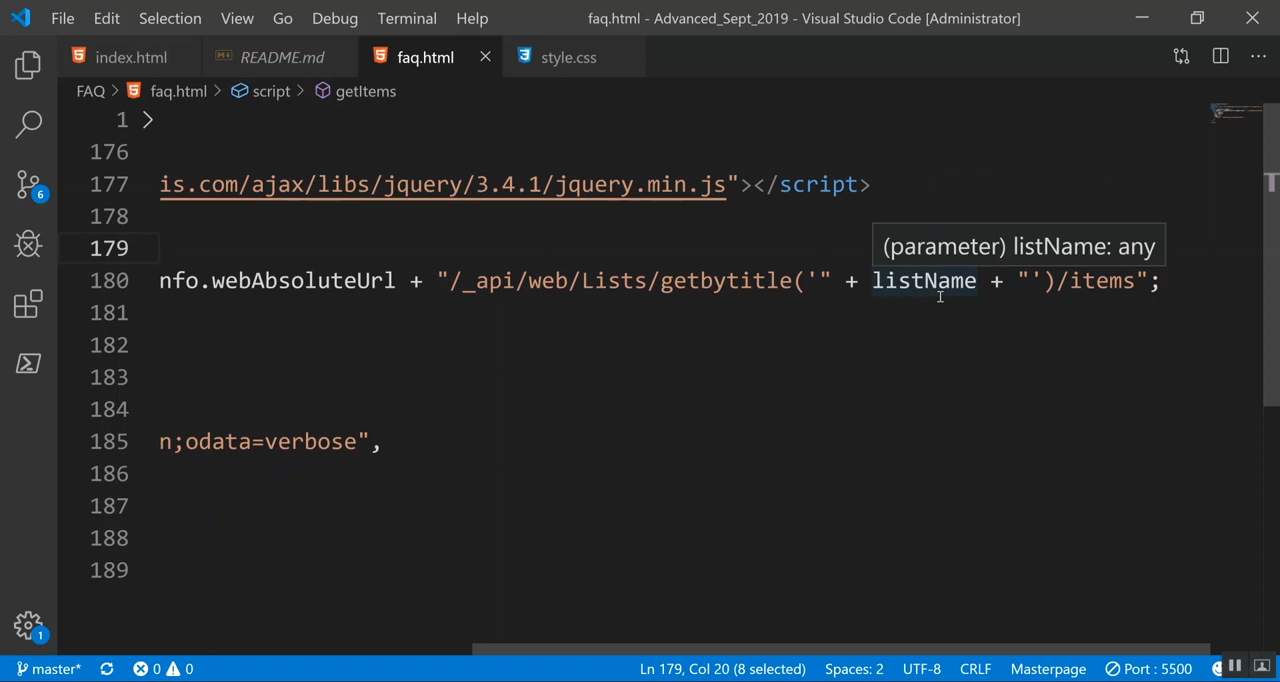 File Edit Selection View Go Debug Terminal Help faq.html - Advanced_Sept_2019 - Visual Studio Code [Administrator]
index.html README.md faq.html style.css
FAQ > faq.html > script > getItems
1 >
176
177 is.com/ajax/libs/jquery/3.4.1/jquery.min.js"></script>
178
179
(parameter) listName: any
180 nfo.webAbsoluteUrl + "/_api/web/Lists/getbytitle('" + listName + "')/items";
181
182
183
184
185 n;odata=verbose",
186
187
188
189
6
1
master* 0 0 Ln 179, Col 20 (8 selected) Spaces: 2 UTF-8 CRLF Masterpage Port : 5500